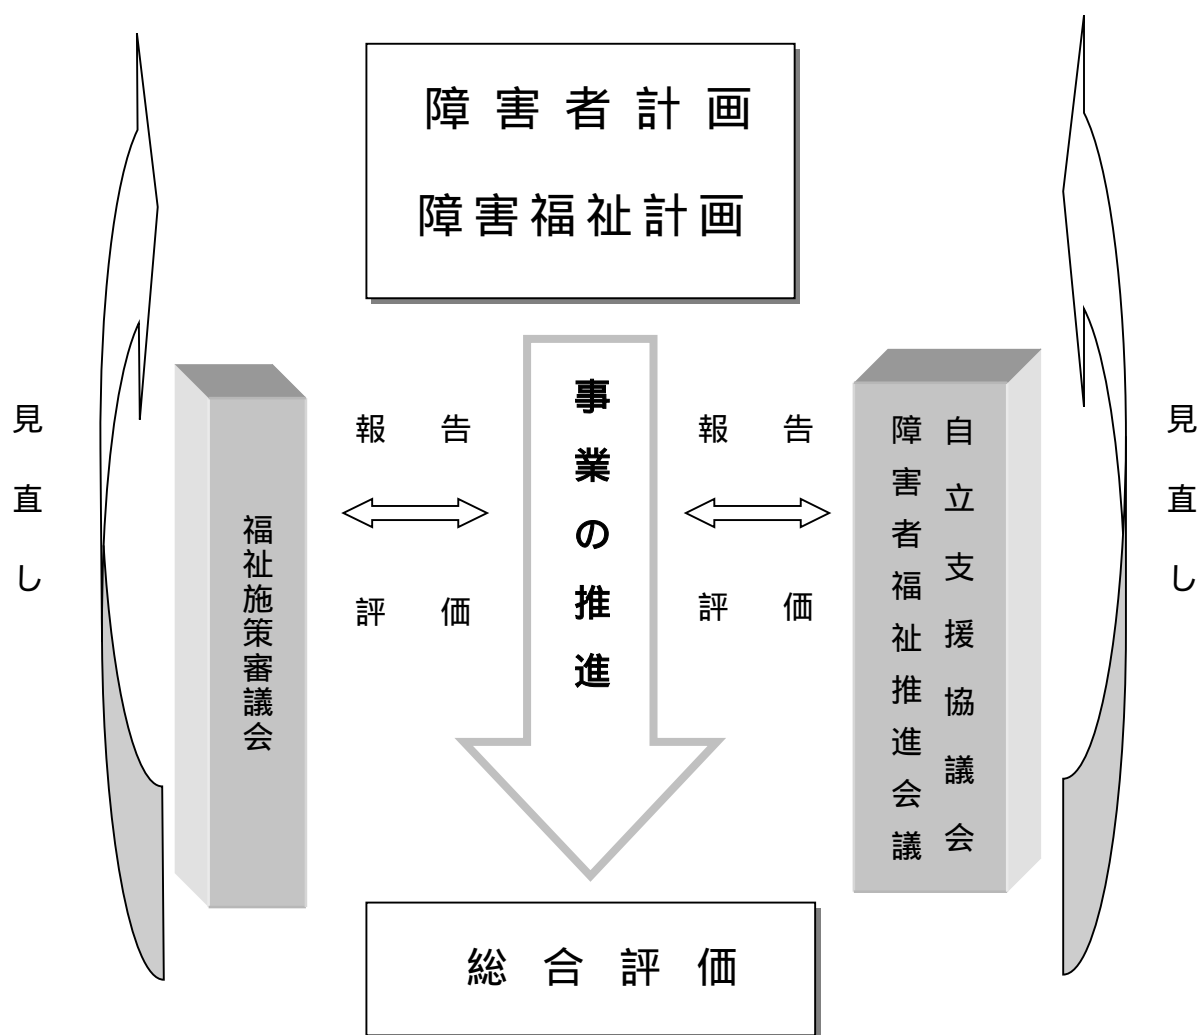 障害者計画
障害福祉計画
見直し
福祉施策審議会
報告
評価
事業の推進
報告
評価
自立支援協議会
障害者福祉推進会議
見直し
総合評価